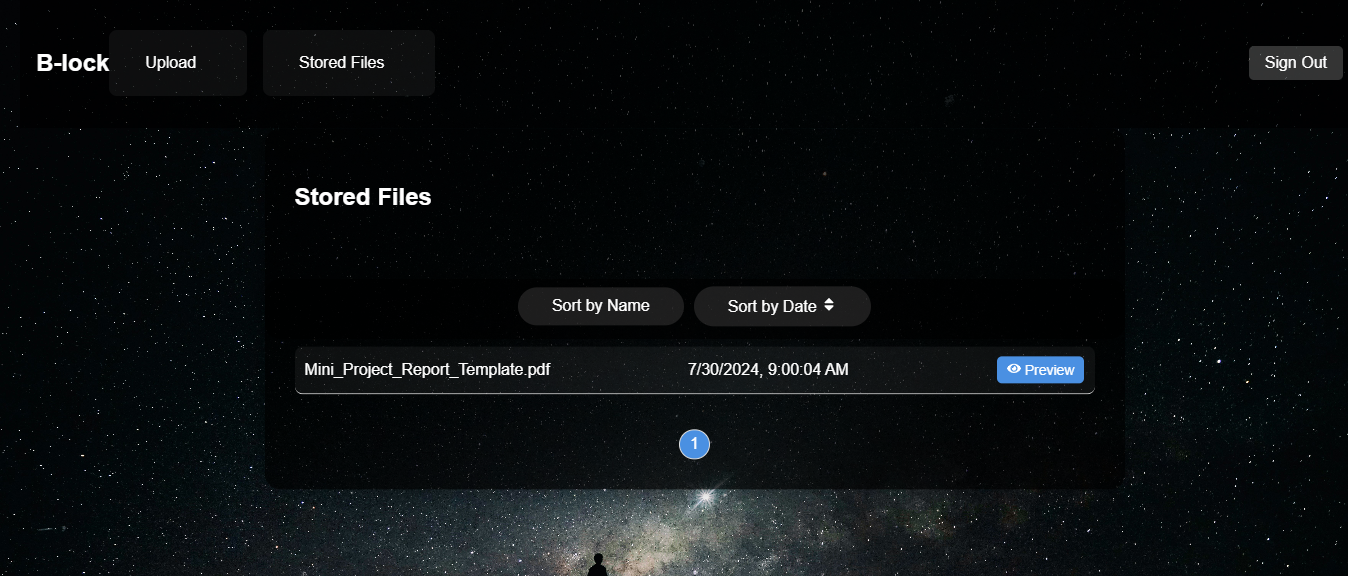 B-lock Upload Stored Files Sign Out
Stored Files
Sort by Name Sort by Date
Mini_Project_Report_Template.pdf 7/30/2024, 9:00:04 AM Preview
1